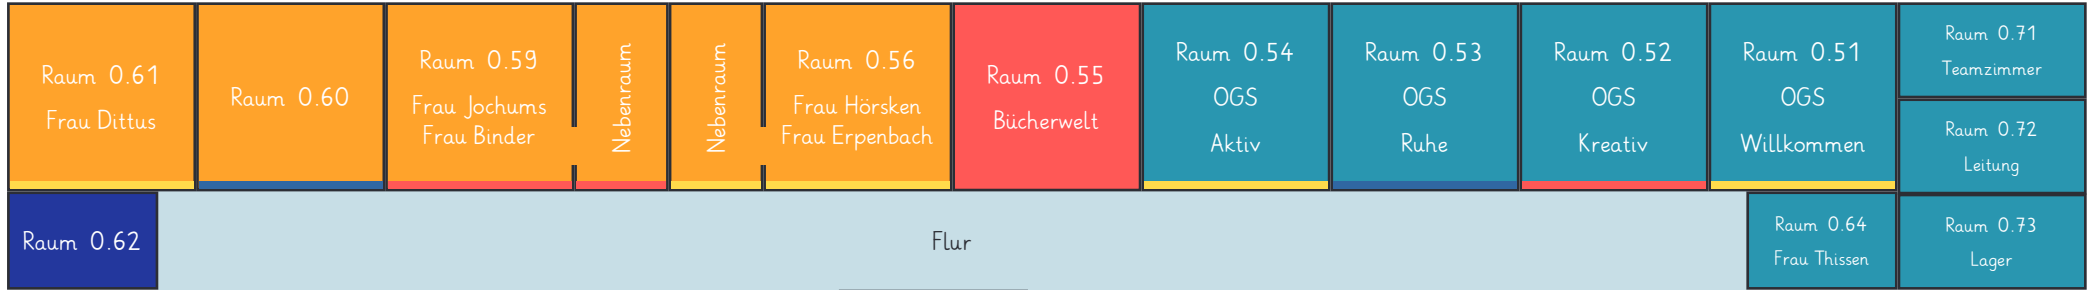 Raum 0.61
Frau Dittus
Raum 0.60
Raum 0.59
Frau Jochums
Frau Binder
Nebenraum
Nebenraum
Raum 0.56
Frau Hörsken
Frau Erpenbach
Raum 0.55
Bücherwelt
Raum 0.54
OGS
Aktiv
Raum 0.53
OGS
Ruhe
Raum 0.52
OGS
Kreativ
Raum 0.51
OGS
Willkommen
Raum 0.71
Teamzimmer
Raum 0.72
Leitung
Raum 0.62
Flur
Raum 0.64
Frau Thissen
Raum 0.73
Lager